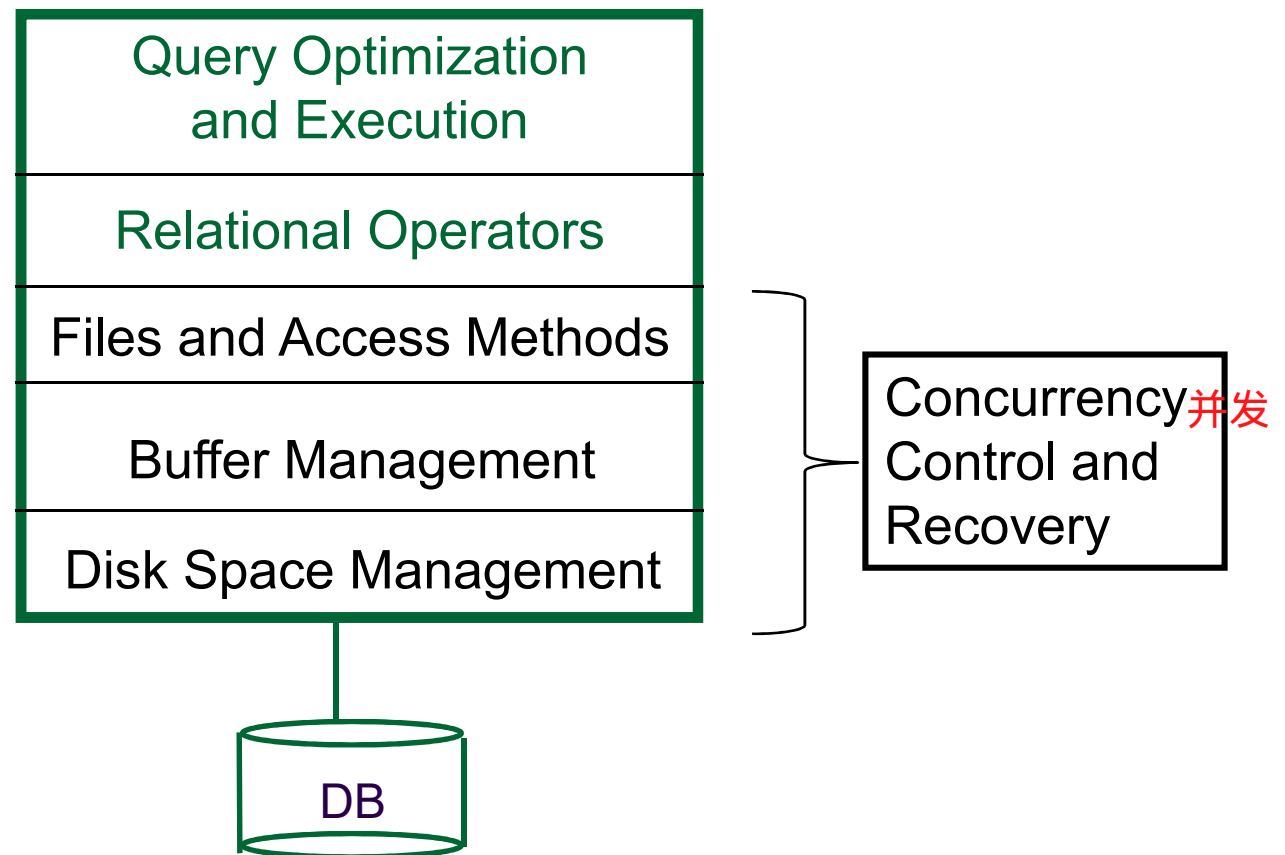 Query Optimization
and Execution
Relational Operators
Files and Access Methods
Buffer Management
Disk Space Management
Concurrency并发
Control and
Recovery
DB